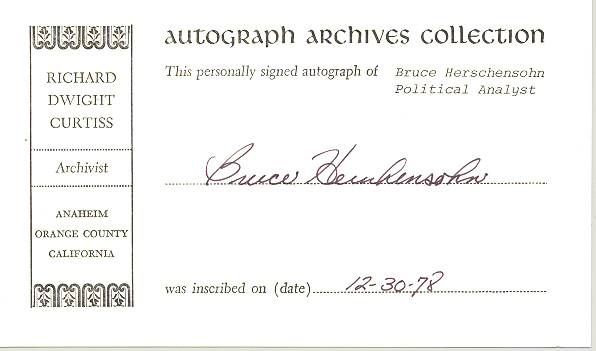 RICHARD
DWIGHT
CURTISS
Archivist
ANAHEIM
ORANGE COUNTY
CALIFORNIA
AUTOGRAPH ARCHIVES COLLECTION
This personally signed autograph of Bruce Herschensohn
Political Analyst
Bruce Herschensohn
was inscribed on (date) 12-30-78